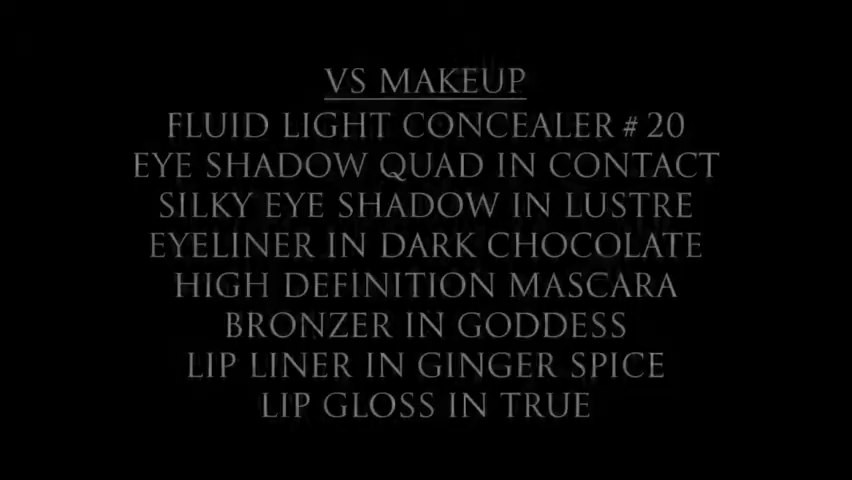 VS MAKEUP
FLUID LIGHT CONCEALER # 20
EYE SHADOW QUAD IN CONTACT
SILKY EYE SHADOW IN LUSTRE
EYELINER IN DARK CHOCOLATE
HIGH DEFINITION MASCARA
BRONZER IN GODDESS
LIP LINER IN GINGER SPICE
LIP GLOSS IN TRUE